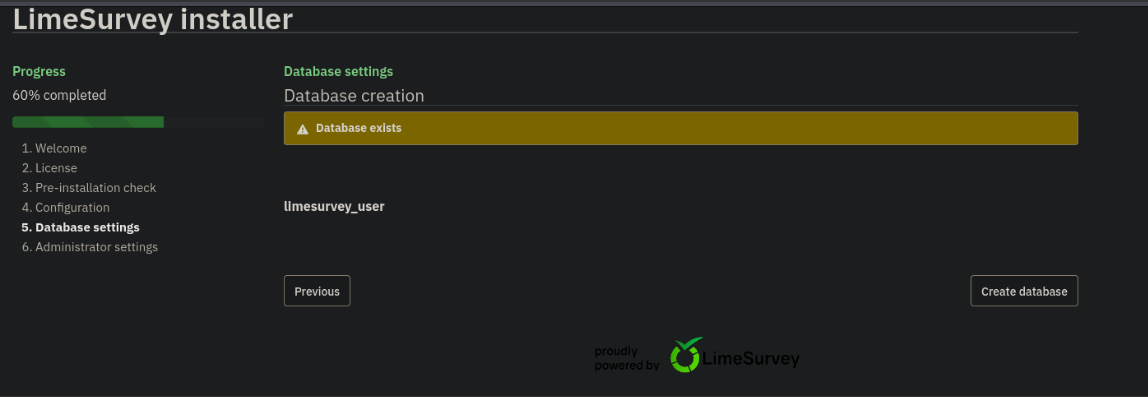 LimeSurvey installer
Progress
60% completed
1. Welcome
2. License
3. Pre-installation check
4. Configuration
5. Database settings
6. Administrator settings
Database settings
Database creation
Database exists
limesurvey_user
Previous
Create database
proudly
powered by
LimeSurvey